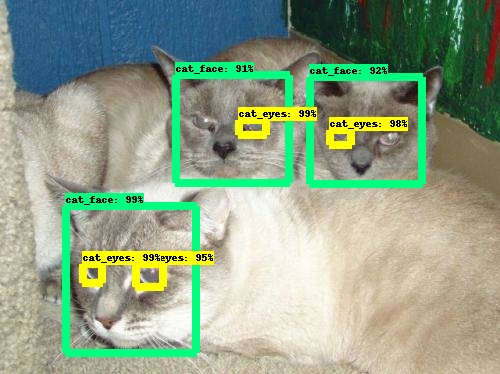 cat_face: 91%
cat_face: 92%
cat_eyes: 99%
cat_eyes: 98%
cat_face: 99%
cat_eyes: 99%
eyes: 95%